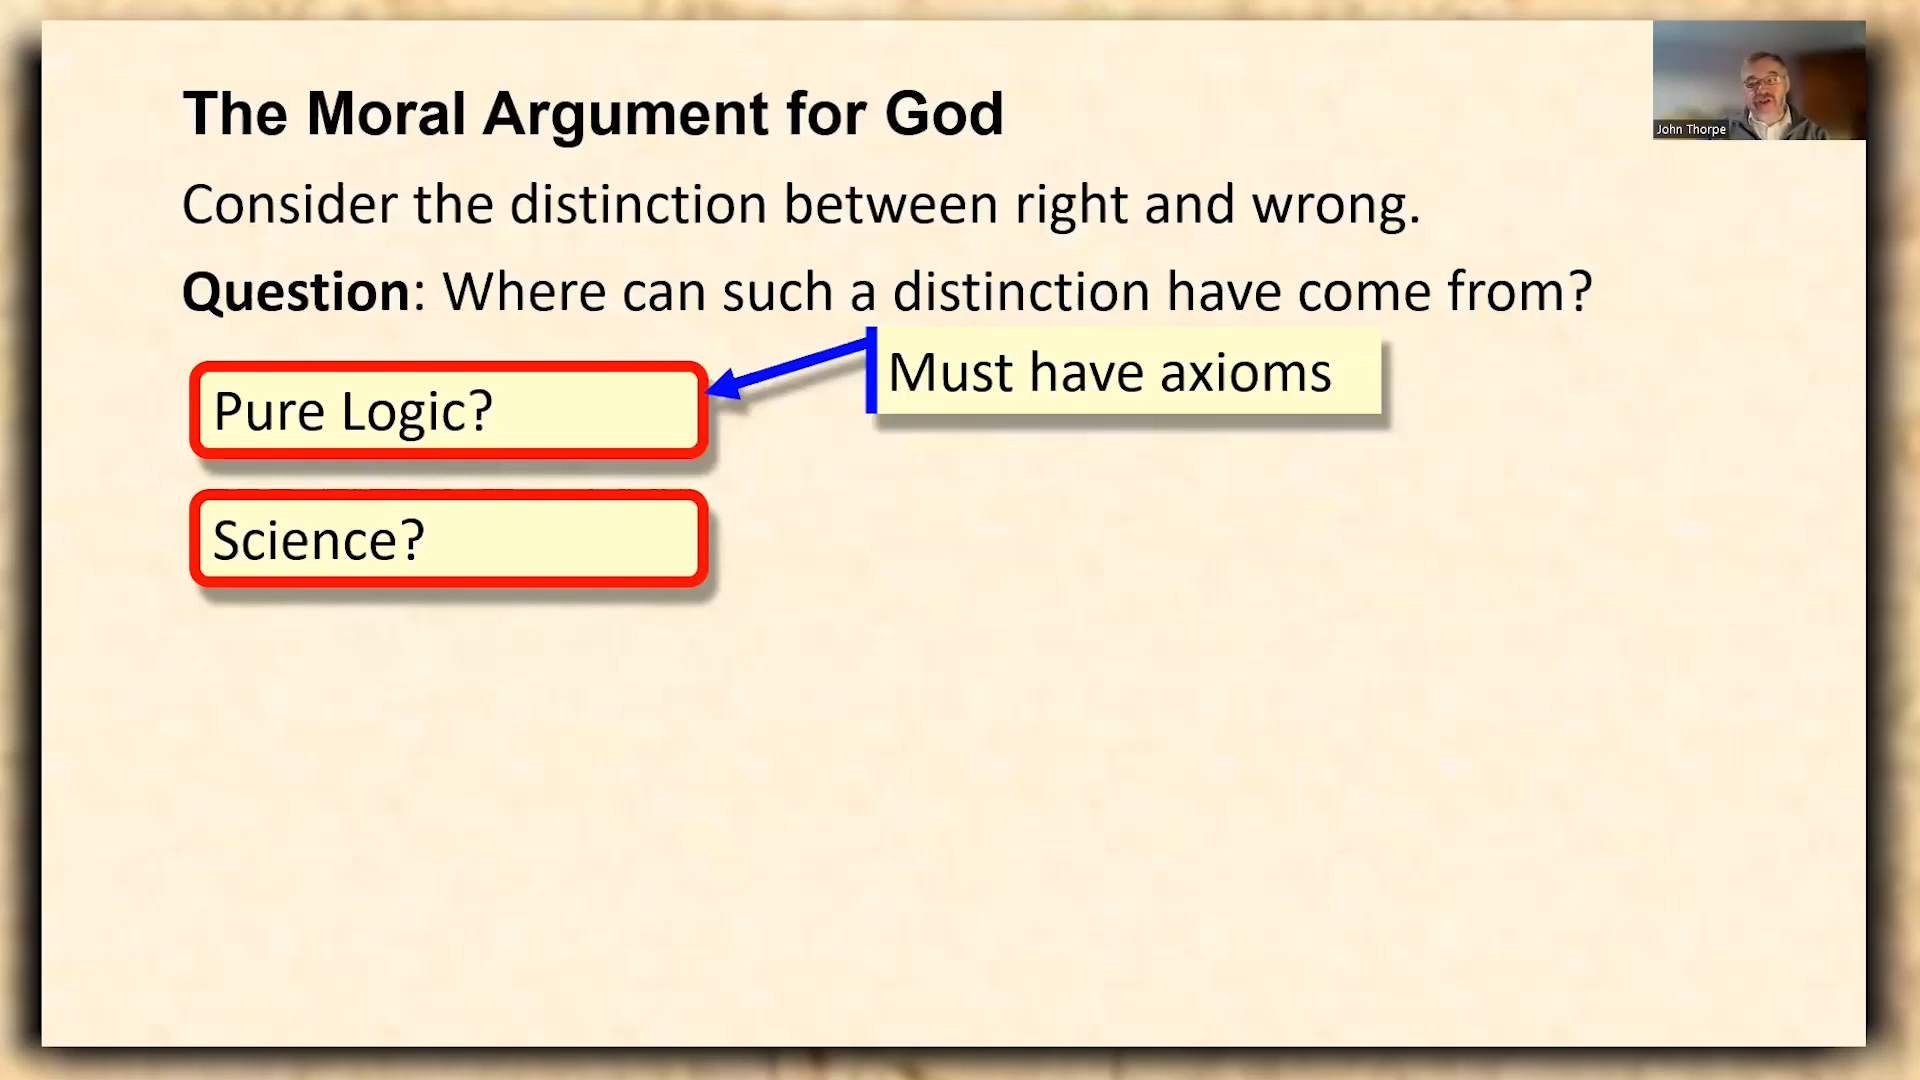 The Moral Argument for God
John Thorpe
Consider the distinction between right and wrong.
Question: Where can such a distinction have come from?
Must have axioms
Pure Logic?
Science?